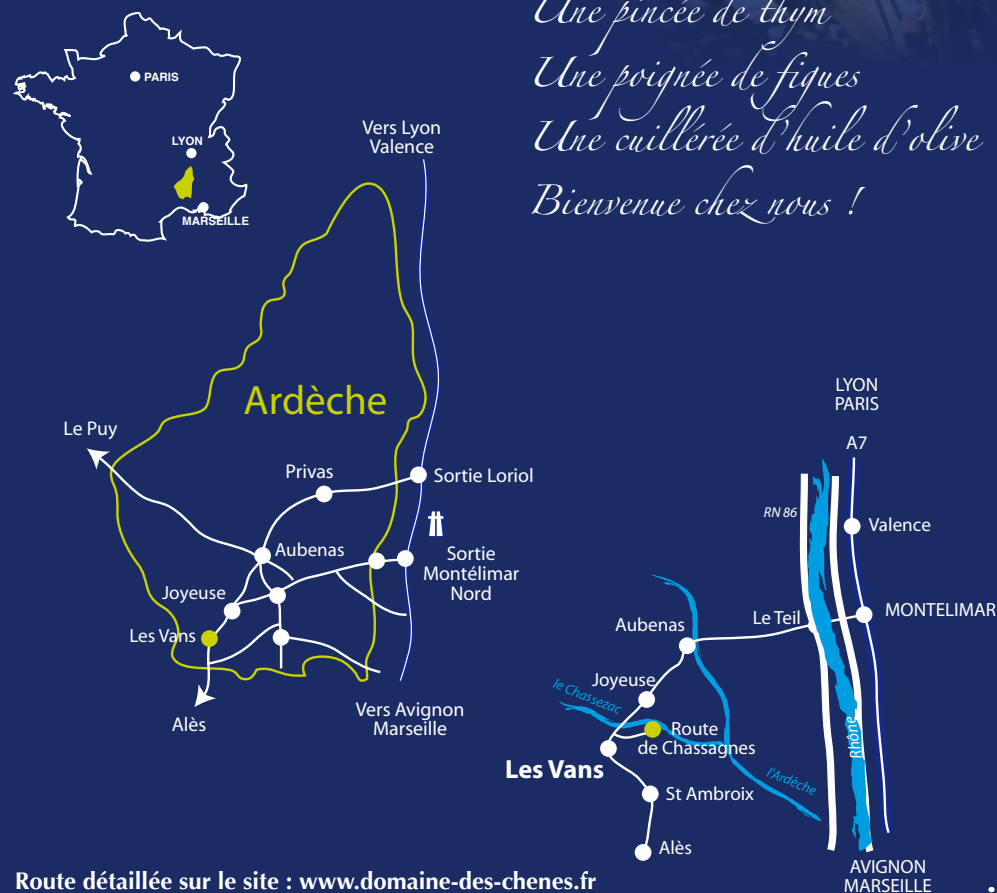 Une pincée de thym
Une poignée de figues
Une cuillérée d'huile d'olive
Bienvenue chez nous !
PARIS
LYON
MARSEILLE
Vers Lyon
Valence
Ardèche
Le Puy
Privas
Sortie Loriol
Aubenas
Sortie
Montélimar
Nord
Joyeuse
Les Vans
Alès
Vers Avignon
Marseille
LYON
PARIS
A7
RN 86
Valence
Le Teil
MONTELIMAR
Aubenas
Joyeuse
le Chassezac
Route
de Chassagnes
Rhône
Les Vans
l'Ardèche
St Ambroix
Alès
AVIGNON
MARSEILLE
Route détaillée sur le site : www.domaine-des-chenes.fr